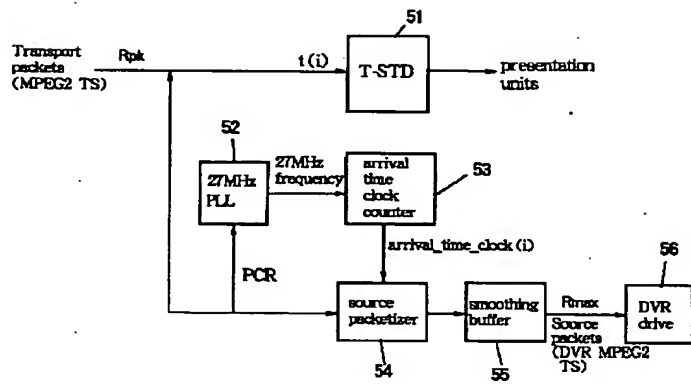 51
Transport
packets
(MPEG2 TS)
Rpk
t(i)
T-STD
presentation
units
52
27MHz
PLL
27MHz
frequency
arrival
time
clock
counter
53
arrival_time_clock(i)
PCR
source
packetizer
54
smoothing
buffer
55
Rmax
Source
packets
(DVR MPEG2
TS)
56
DVR
drive